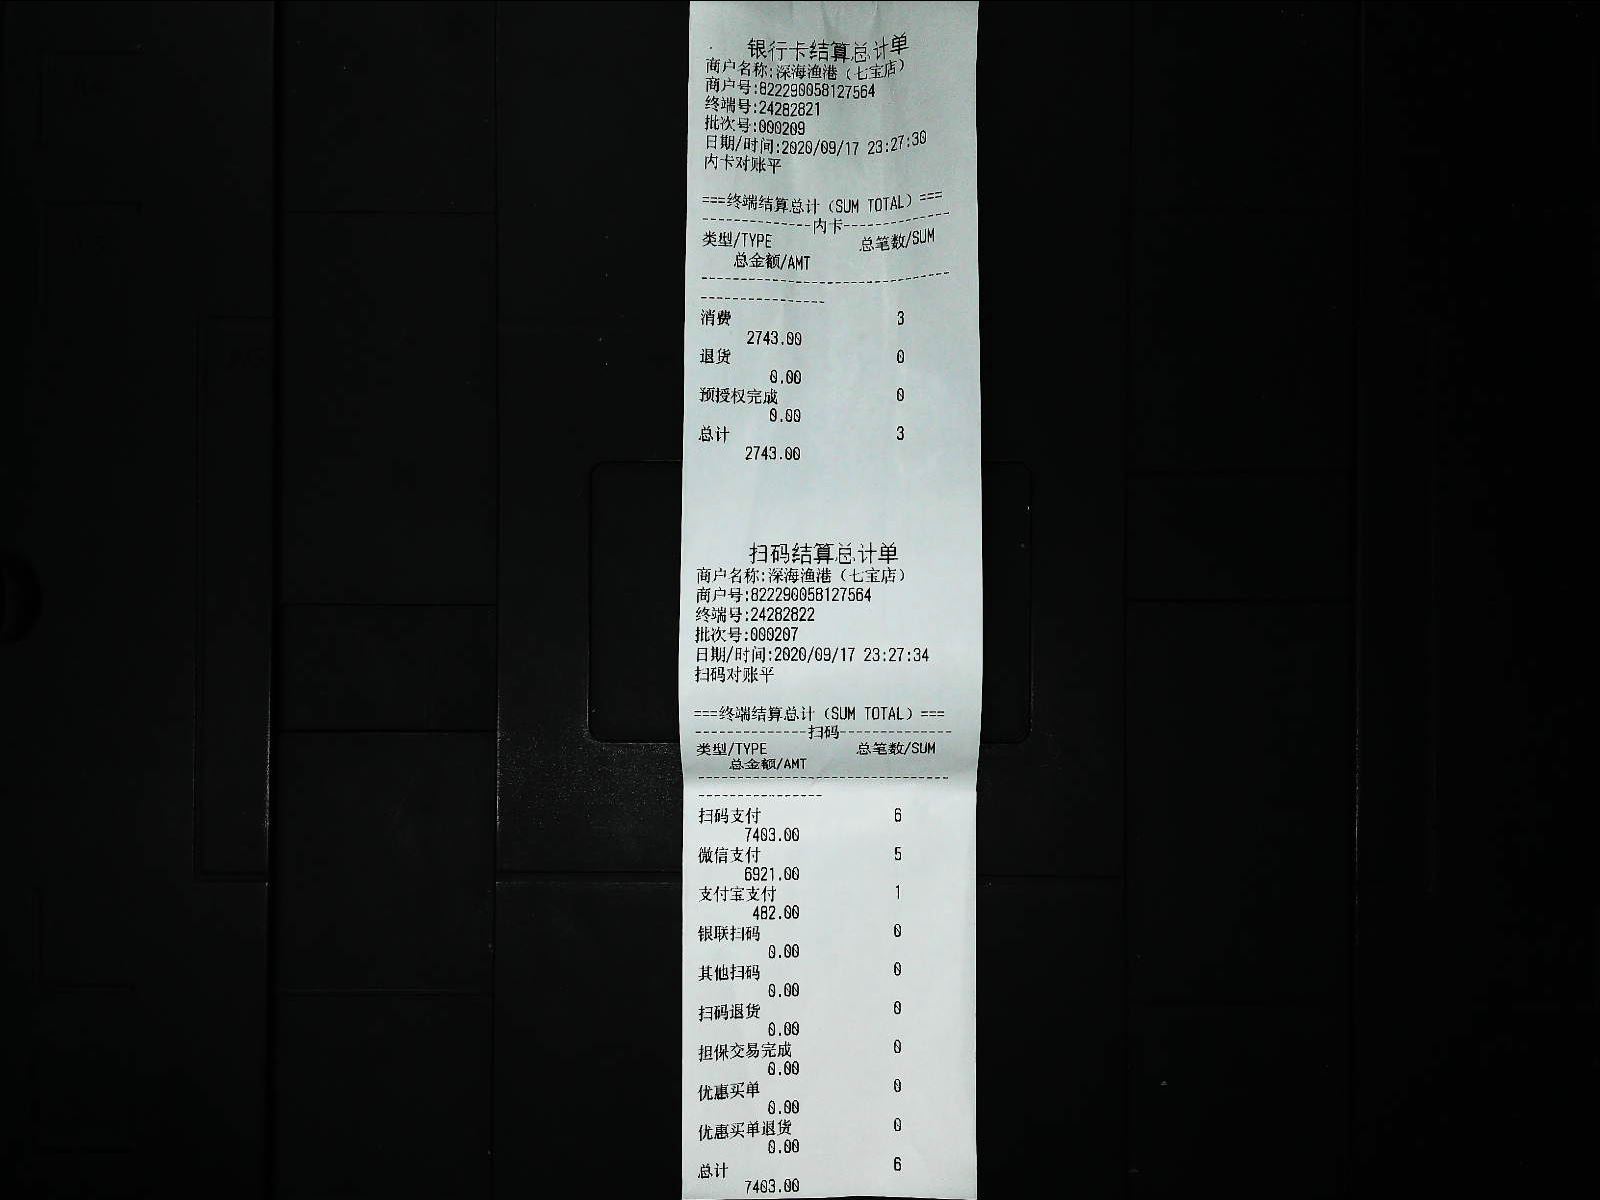 银行卡结算总计单
商户名称:深海渔港（七宝店）
商户号:822290058127564
终端号:24282821
批次号:000209
日期/时间:2020/09/17 23:27:30
内卡对账平
===终端结算总计（SUM TOTAL）===
--------------内卡--------------
类型/TYPE 总笔数/SUM
总金额/AMT
--------------------------------
----------------
消费 3
2743.00
退货 0
0.00
预授权完成 0
0.00
总计 3
2743.00
扫码结算总计单
商户名称:深海渔港（七宝店）
商户号:822290058127564
终端号:24282822
批次号:000207
日期/时间:2020/09/17 23:27:34
扫码对账平
===终端结算总计（SUM TOTAL）===
--------------扫码--------------
类型/TYPE 总笔数/SUM
总金额/AMT
--------------------------------
----------------
扫码支付 6
7403.00
微信支付 5
6921.00
支付宝支付 1
482.00
银联扫码 0
0.00
其他扫码 0
0.00
扫码退货 0
0.00
担保交易完成 0
0.00
优惠买单 0
0.00
优惠买单退货 0
0.00
总计 6
7403.00